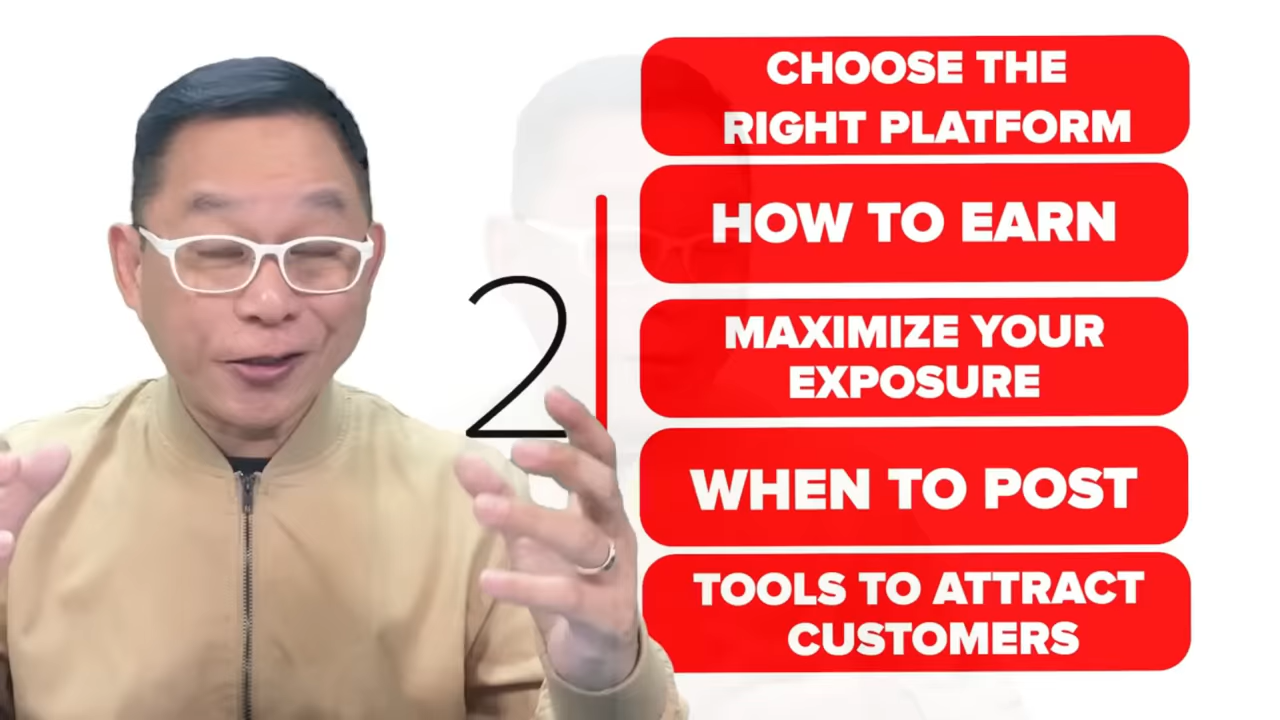 2
CHOOSE THE
RIGHT PLATFORM
HOW TO EARN
MAXIMIZE YOUR
EXPOSURE
WHEN TO POST
TOOLS TO ATTRACT
CUSTOMERS